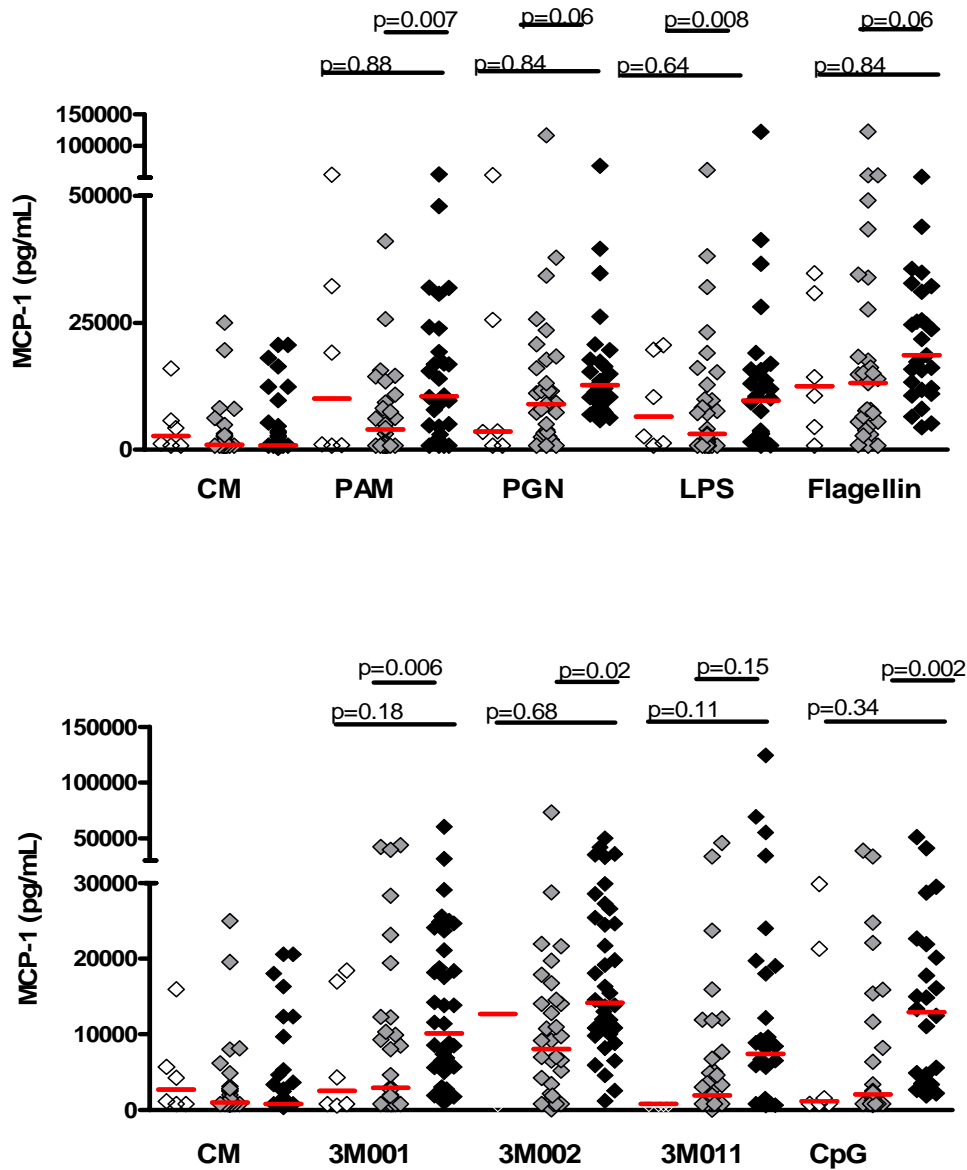 p=0.007 p=0.06 p=0.008 p=0.06
p=0.88 p=0.84 p=0.64 p=0.84
150000
100000
50000
25000
0
MCP-1 (pg/mL)
CM PAM PGN LPS Flagellin
p=0.006 p=0.02 p=0.15 p=0.002
p=0.18 p=0.68 p=0.11 p=0.34
150000
100000
50000
30000
20000
10000
0
MCP-1 (pg/mL)
CM 3M001 3M002 3M011 CpG